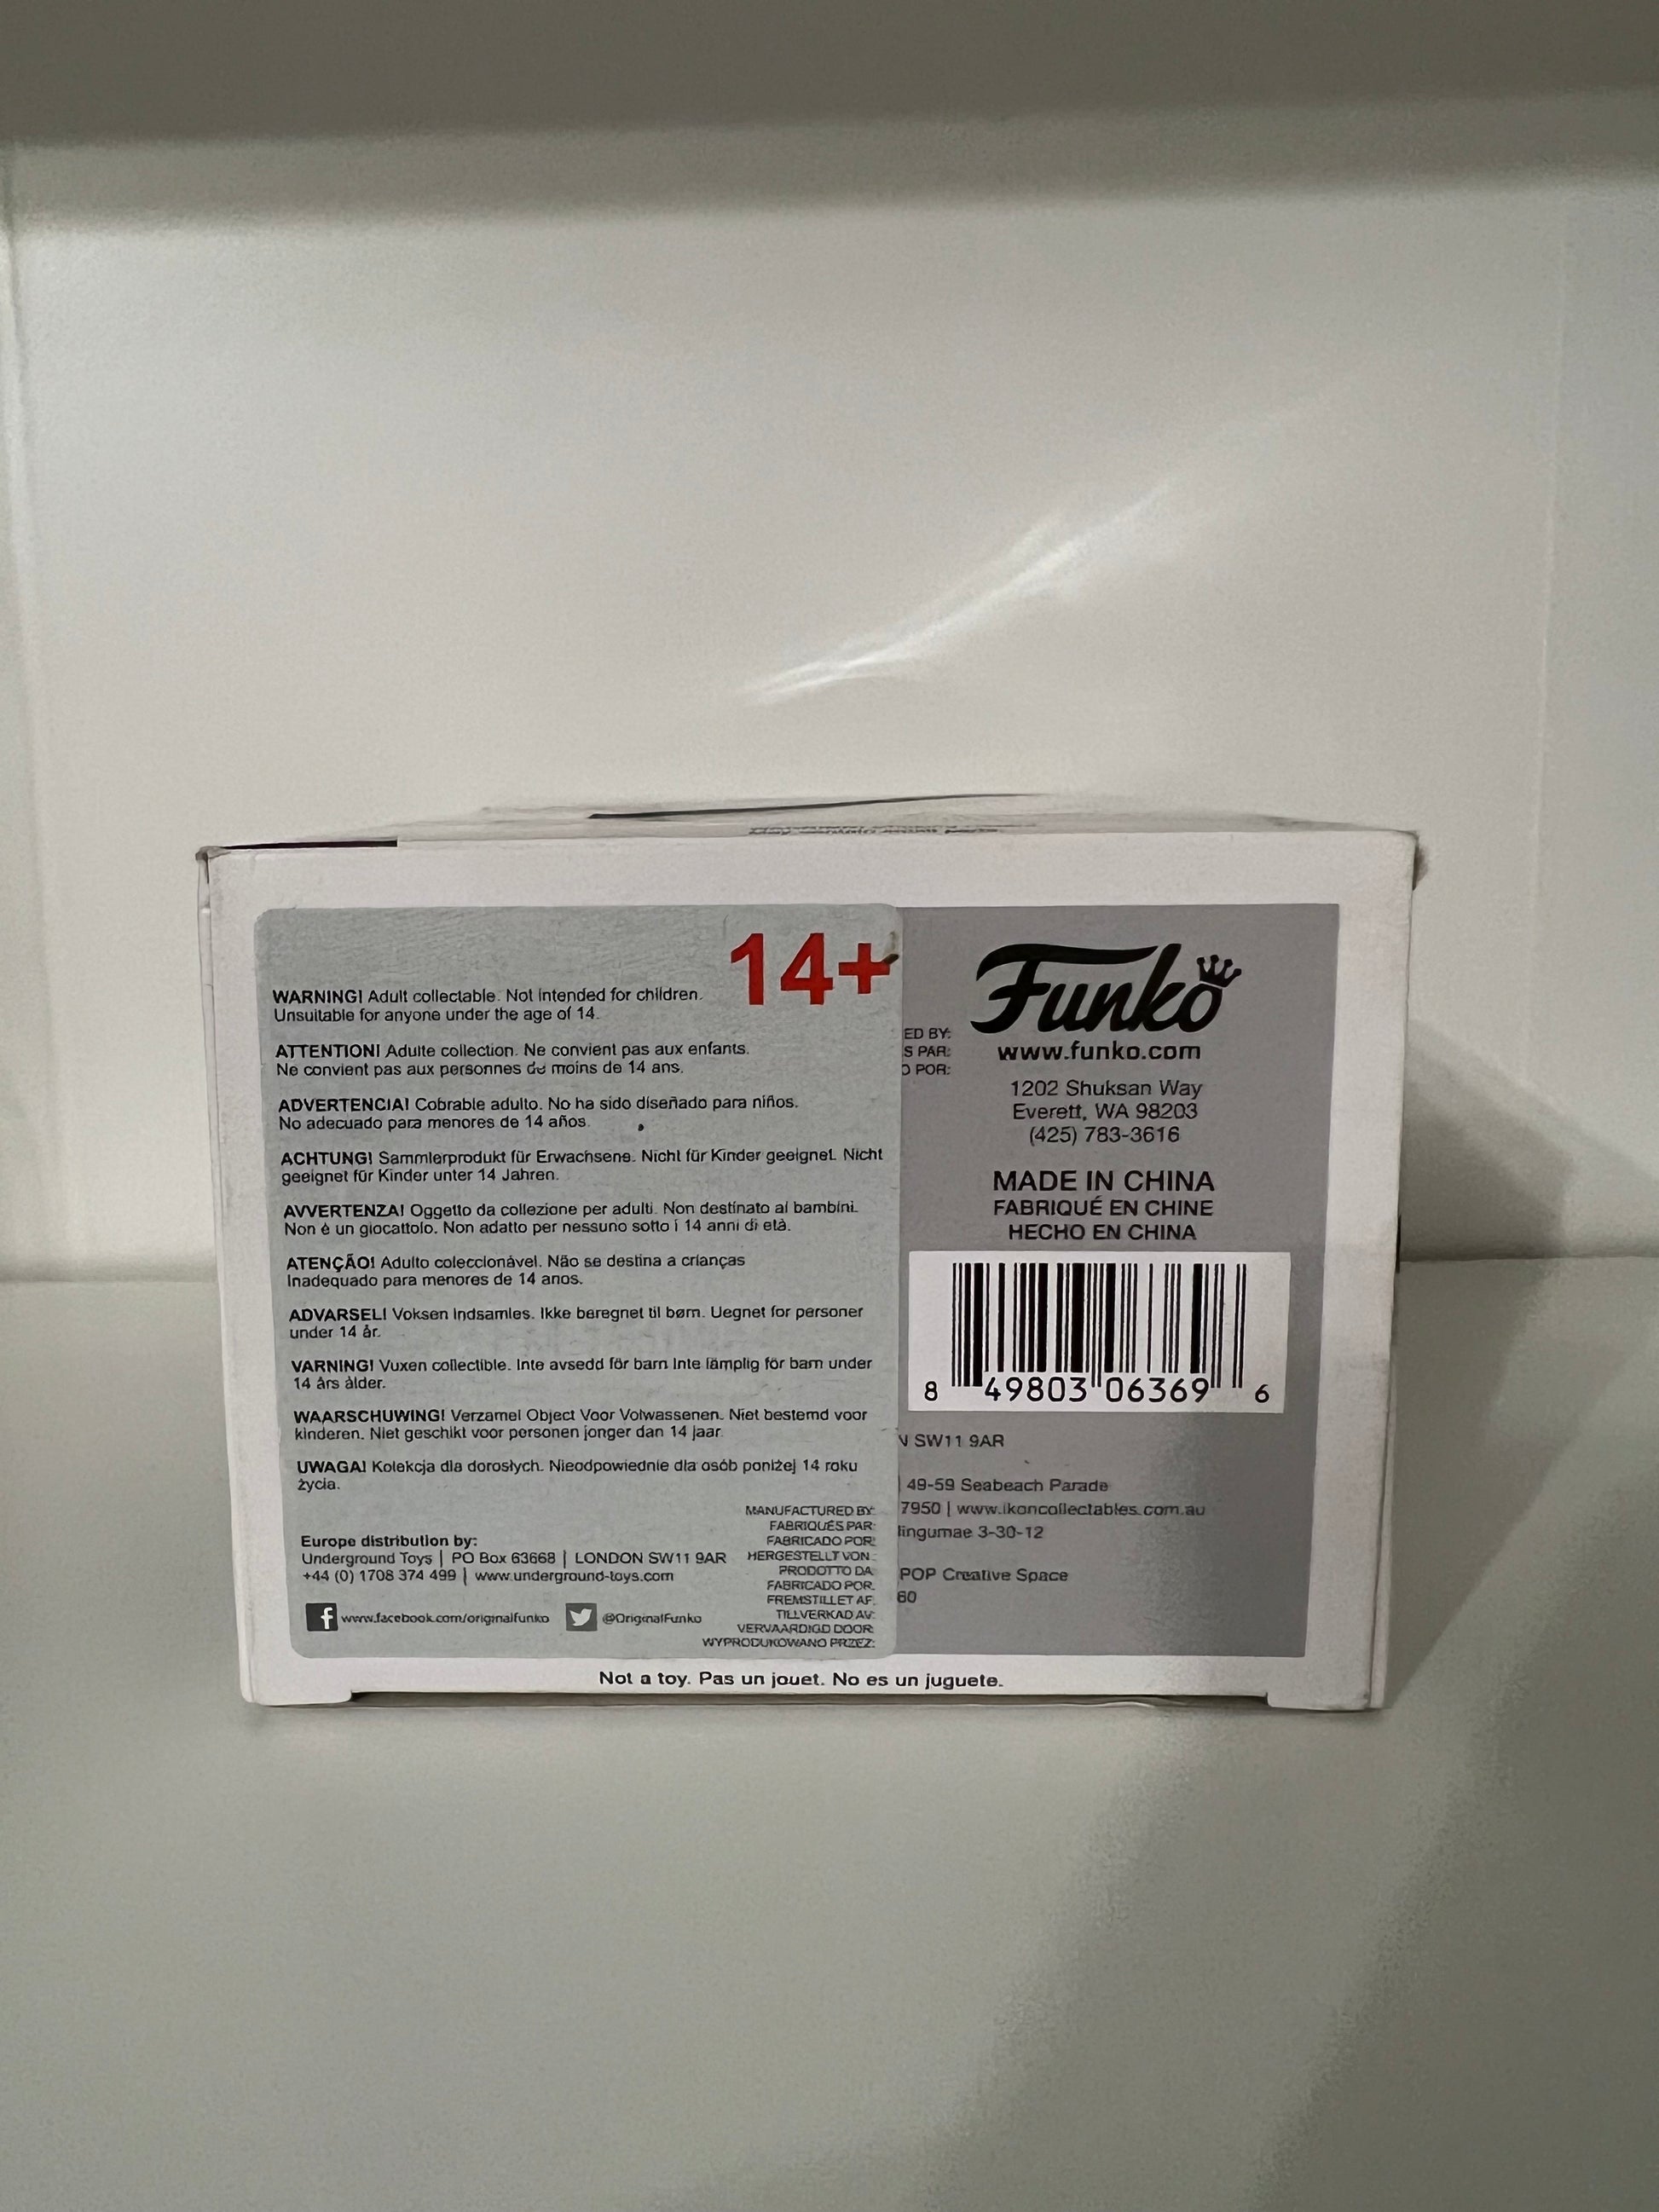 14+
WARNING! Adult collectable. Not intended for children.
Unsuitable for anyone under the age of 14.
ATTENTION! Adulte collection. Ne convient pas aux enfants.
Ne convient pas aux personnes de moins de 14 ans.
ADVERTENCIA! Cobrable adulto. No ha sido diseñado para niños.
No adecuado para menores de 14 años.
ACHTUNG! Sammlerprodukt für Erwachsene. Nicht für Kinder geeignet. Nicht
geeignet für Kinder unter 14 Jahren.
AVVERTENZA! Oggetto da collezione per adulti. Non destinato ai bambini.
Non è un giocattolo. Non adatto per nessuno sotto i 14 anni di età.
ATENÇÃO! Adulto coleccionável. Não se destina a crianças
Inadequado para menores de 14 anos.
ADVARSEL! Voksen Indsamles. Ikke beregnet til børn. Uegnet for personer
under 14 år.
VARNING! Vuxen collectible. Inte avsedd för barn Inte lämplig för barn under
14 års ålder.
WAARSCHUWING! Verzamel Object Voor Volwassenen. Niet bestemd voor
kinderen. Niet geschikt voor personen jonger dan 14 jaar.
UWAGA! Kolekcja dla dorosłych. Nieodpowiednie dla osób poniżej 14 roku
życia.
MANUFACTURED BY:
FABRIQUÉS PAR:
FABRICADO POR:
HERGESTELLT VON:
PRODOTTO DA:
FABRICADO POR:
FREMSTILLET AF:
TILLVERKAD AV:
VERVAARDIGD DOOR:
WYPRODUKOWANO PRZEZ:
Europe distribution by:
Underground Toys | PO Box 63668 | LONDON SW11 9AR
+44 (0) 1708 374 499 | www.underground-toys.com
www.facebook.com/originalfunko @OriginalFunko
Funko
ED BY:
S PAR:
O POR:
www.funko.com
1202 Shuksan Way
Everett, WA 98203
(425) 783-3616
MADE IN CHINA
FABRIQUÉ EN CHINE
HECHO EN CHINA
8 49803 06369 6
N SW11 9AR
| 49-59 Seabeach Parade
7950 | www.ikoncollectables.com.au
lingumae 3-30-12
POP Creative Space
60
Not a toy. Pas un jouet. No es un juguete.